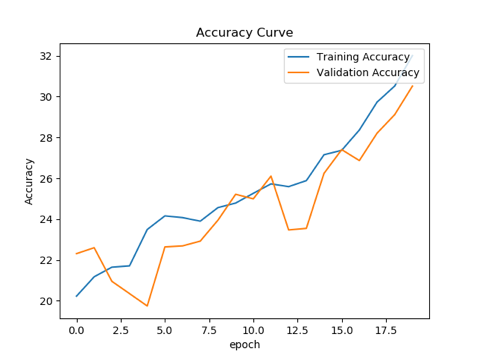 Accuracy Curve
Training Accuracy
Validation Accuracy
32
30
28
26
24
22
20
Accuracy
0.0 2.5 5.0 7.5 10.0 12.5 15.0 17.5
epoch